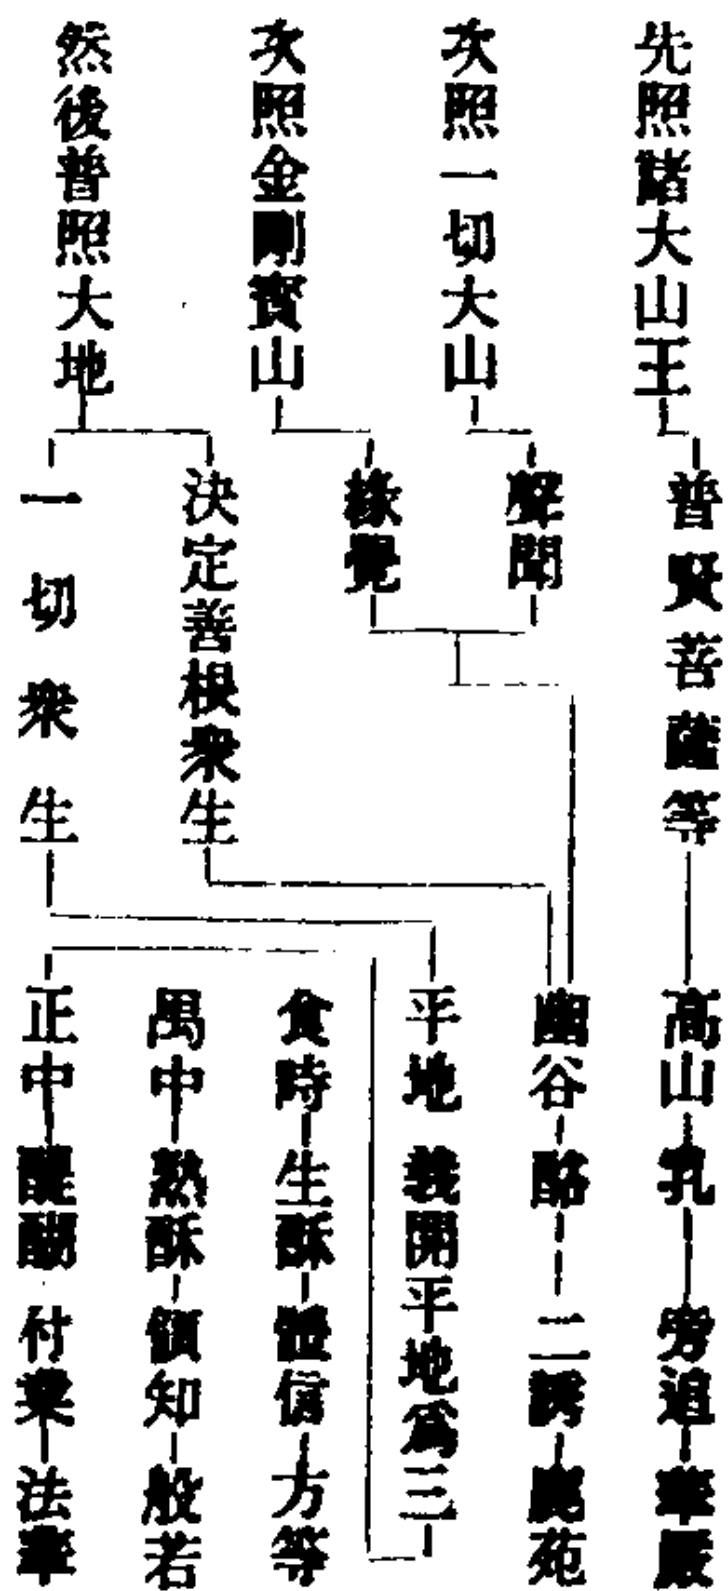 先照諸大山王
次照一切大山
次照金剛寳山
然後普照大地
普賢菩薩等
聲聞
緣覺
決定善根衆生
一切衆生
高山 乳 旁追 華嚴
幽谷 酪 二誘 鹿苑
平地 義開平地爲三
食時 生酥 體信 方等
禺中 熟酥 領知 般若
正中 醍醐 付業 法華